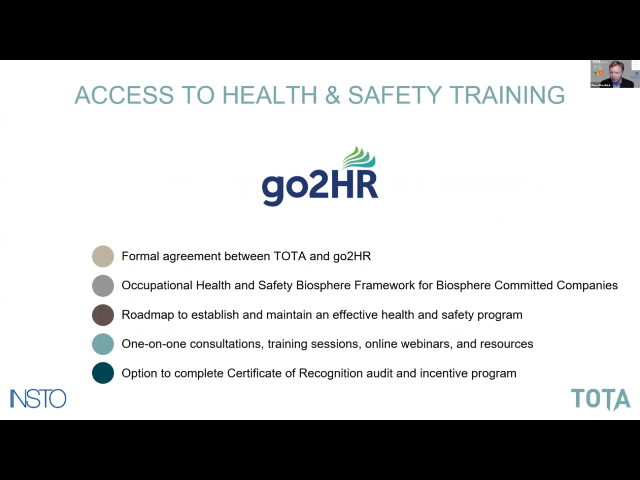 ACCESS TO HEALTH & SAFETY TRAINING
go2HR
Formal agreement between TOTA and go2HR
Occupational Health and Safety Biosphere Framework for Biosphere Committed Companies
Roadmap to establish and maintain an effective health and safety program
One-on-one consultations, training sessions, online webinars, and resources
Option to complete Certificate of Recognition audit and incentive program
INSTO
TOTA